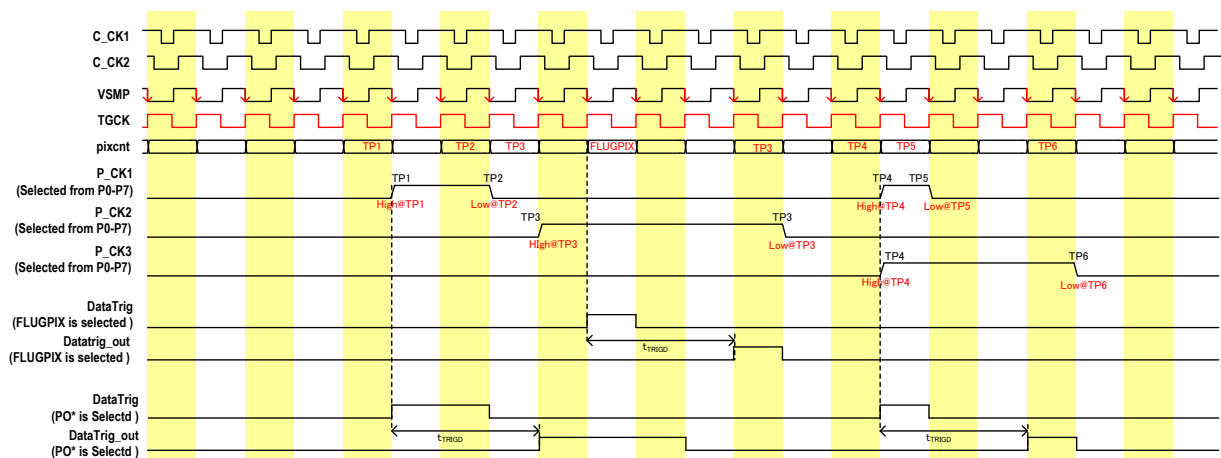 C_CK1
C_CK2
VSMP
TGCK
pixcnt TP1 TP2 TP3 FLUGPIX TP3 TP4 TP5 TP6
P_CK1
(Selected from P0-P7)
TP1 TP2 TP4 TP5
High@TP1 Low@TP2 High@TP4 Low@TP5
P_CK2
(Selected from P0-P7)
TP3 TP3
HIgh@TP3 Low@TP3
P_CK3
(Selected from P0-P7)
TP4 TP6
High@TP4 Low@TP6
DataTrig
(FLUGPIX is selected )
Datatrig_out
(FLUGPIX is selected )
tTRIGD
DataTrig
(PO* is Selectd )
DataTrig_out
(PO* is Selectd )
tTRIGD tTRIGD